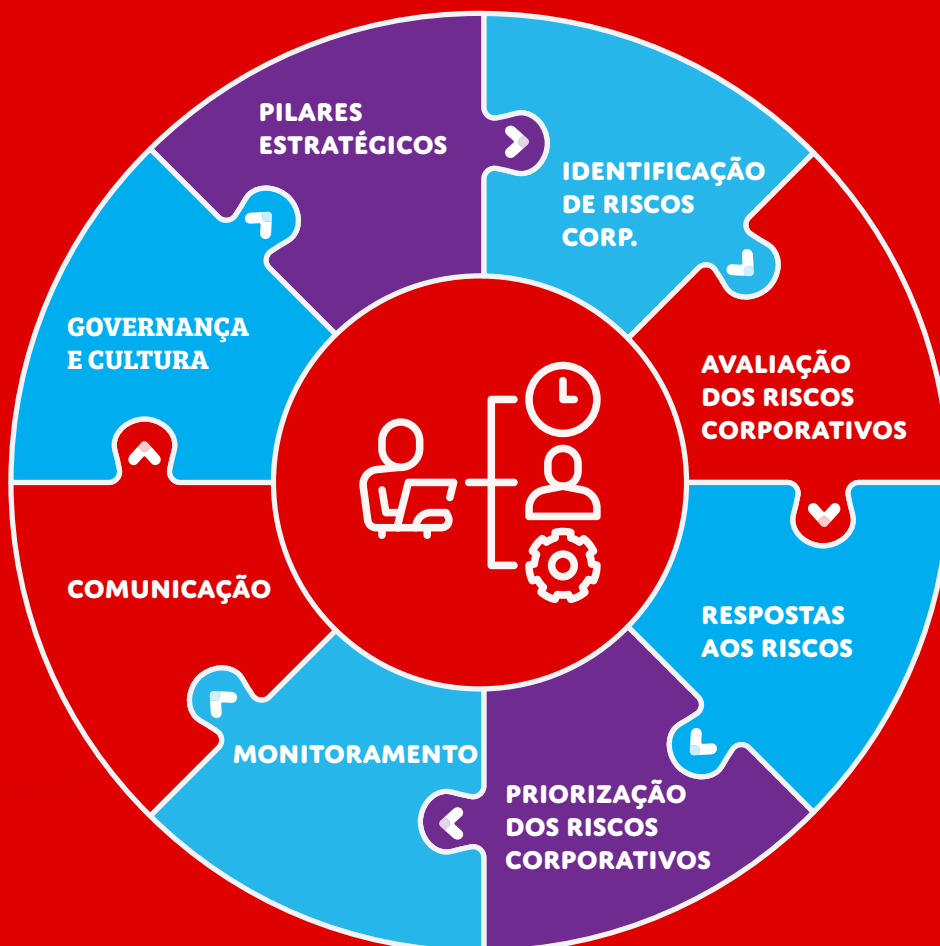 PILARES
ESTRATÉGICOS
IDENTIFICAÇÃO
DE RISCOS
CORP.
AVALIAÇÃO
DOS RISCOS
CORPORATIVOS
RESPOSTAS
AOS RISCOS
PRIORIZAÇÃO
DOS RISCOS
CORPORATIVOS
MONITORAMENTO
COMUNICAÇÃO
GOVERNANÇA
E CULTURA